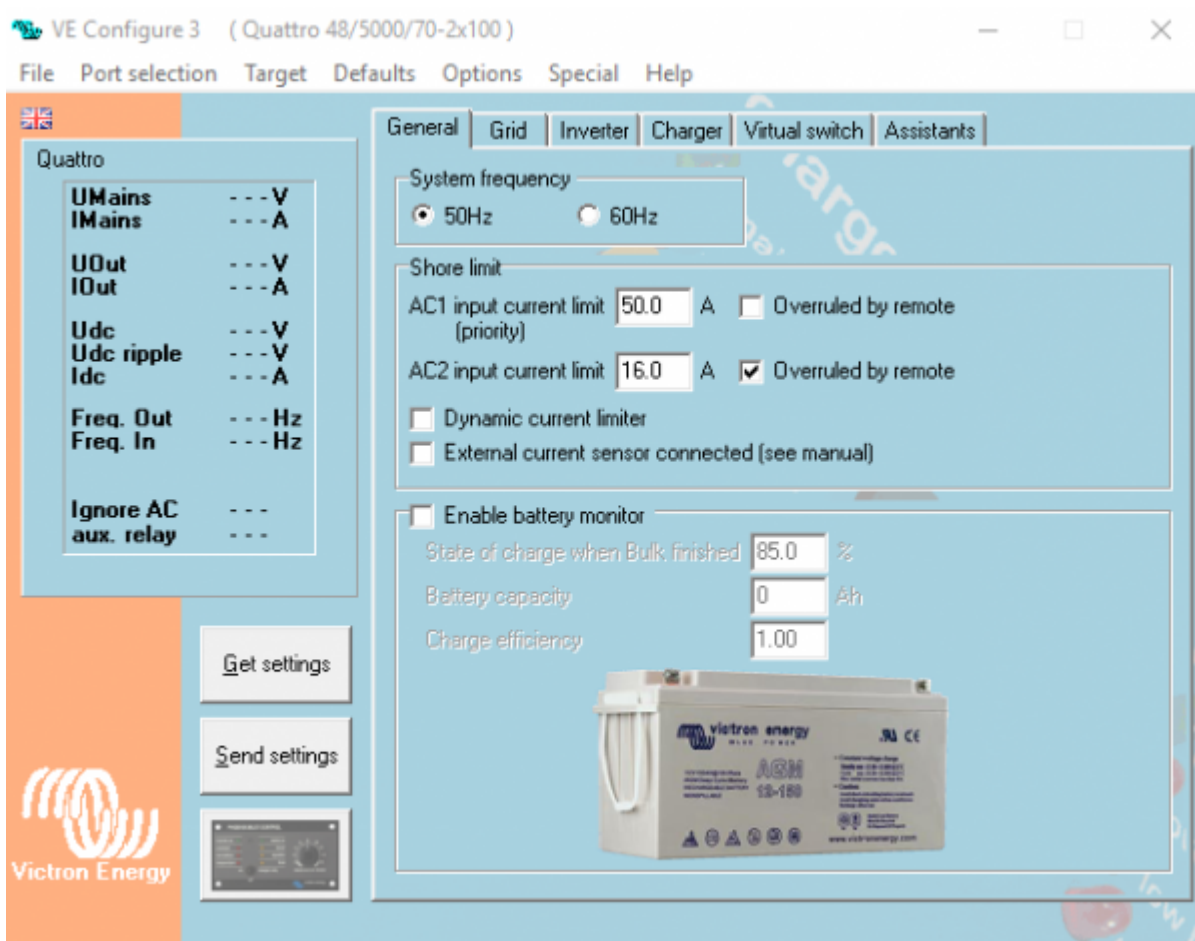 VE Configure 3 ( Quattro 48/5000/70-2x100 )
File Port selection Target Defaults Options Special Help
General Grid Inverter Charger Virtual switch Assistants
Quattro
UMains ---V
IMains ---A
UOut ---V
IOut ---A
Udc ---V
Udc ripple ---V
Idc ---A
Freq. Out ---Hz
Freq. In ---Hz
Ignore AC ---
aux. relay ---
Get settings
Send settings
Victron Energy
System frequency
50Hz 60Hz
Shore limit
AC1 input current limit 50.0 A Overruled by remote
(priority)
AC2 input current limit 16.0 A Overruled by remote
Dynamic current limiter
External current sensor connected (see manual)
Enable battery monitor
State of charge when Bulk finished 85.0 %
Battery capacity 0 Ah
Charge efficiency 1.00
victron energy
BLUE POWER
AGM
12-150
www.victronenergy.com